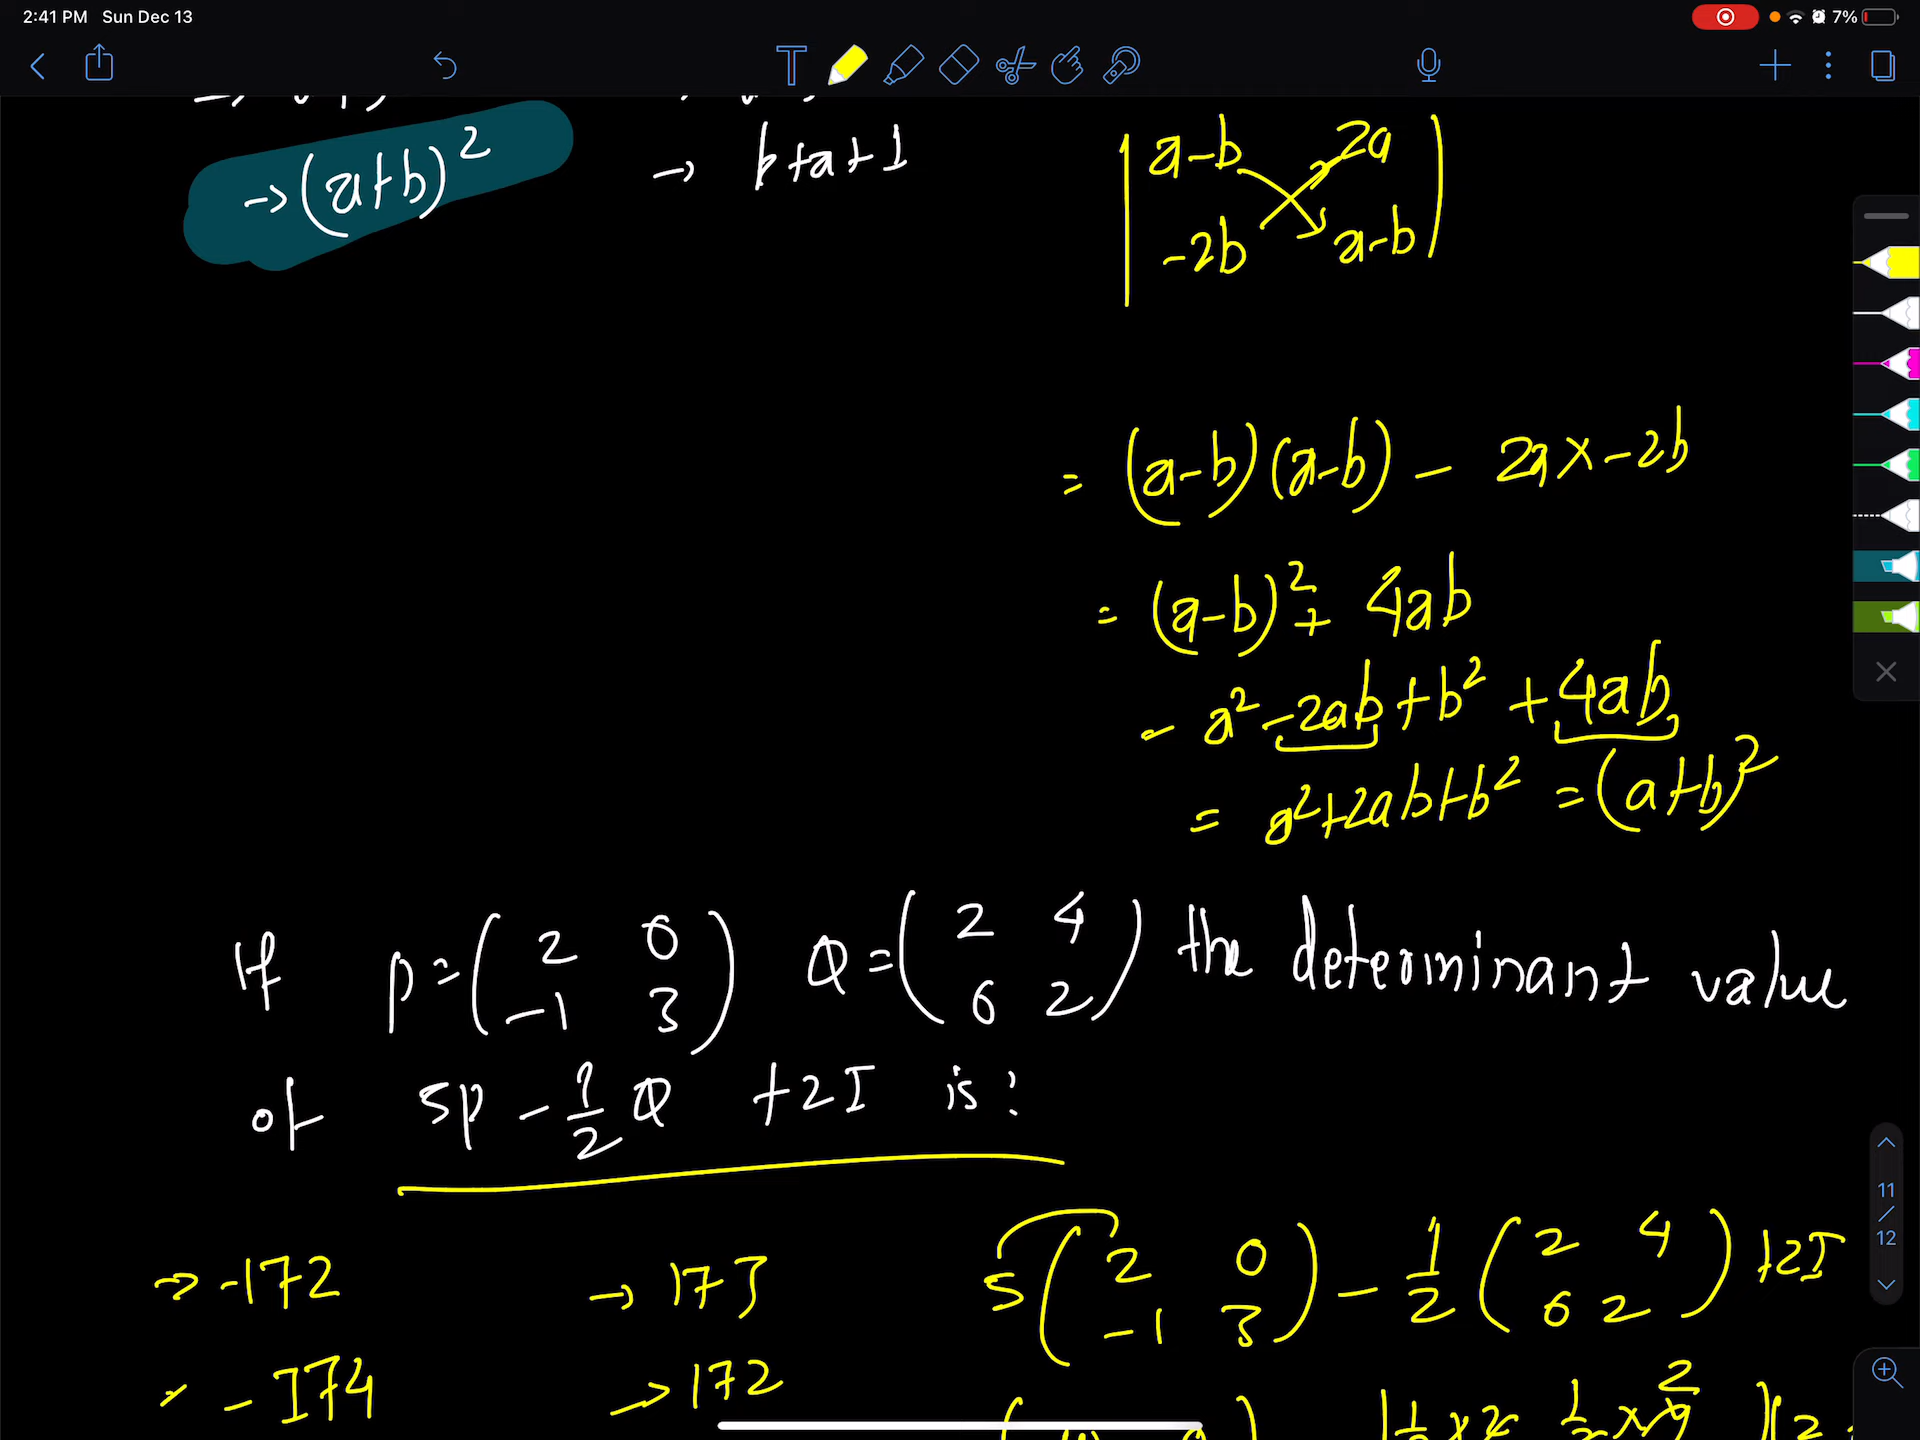 2:41 PM Sun Dec 13
7%
→ (a+b)²
→ b+a+1
a-b 2a
-2b a-b
= (a-b)(a-b) - 2a×-2b
= (a-b)² + 4ab
= a² -2ab +b² +4ab
= a²+2ab+b² = (a+b)²
If P= ( 2 0 Q= ( 2 4 the determinant value
-1 3 ) 6 2 )
of 5P - 1/2 Q +2I is?
→ -172 → 173
→ -174 → 172
5 ( 2 0 - 1/2 ( 2 4 +2I
-1 3 ) 6 2 )
11
/
12